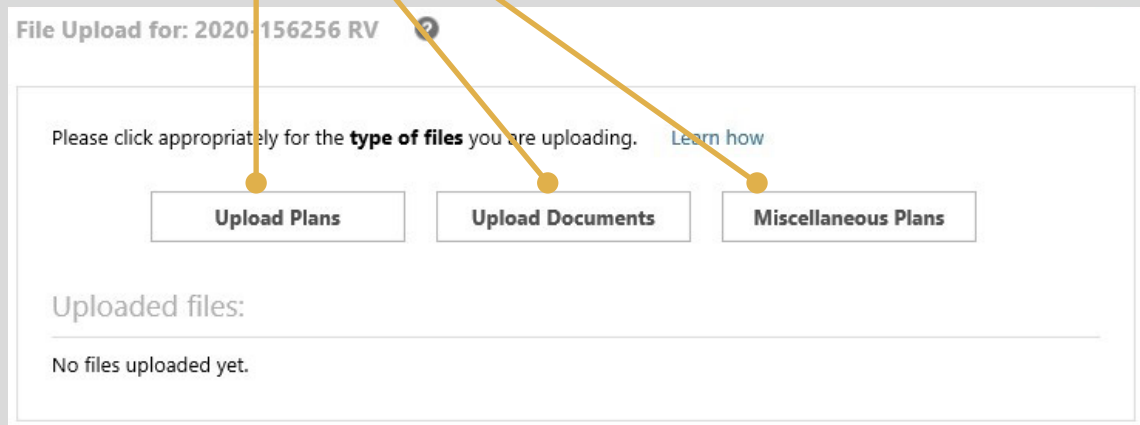 File Upload for: 2020-156256 RV ?
Please click appropriately for the type of files you are uploading. Learn how
Upload Plans Upload Documents Miscellaneous Plans
Uploaded files:
No files uploaded yet.